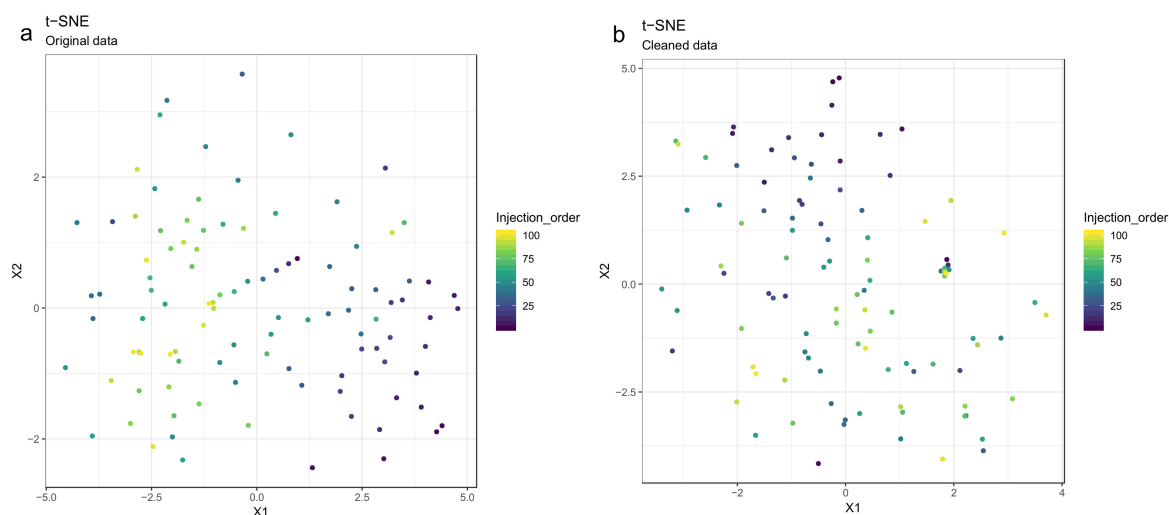 a
t-SNE
Original data
X2
2
0
−2
−5.0
−2.5
0.0
2.5
5.0
X1
Injection_order
100
75
50
25
b
t-SNE
Cleaned data
X2
5.0
2.5
0.0
−2.5
−2
0
2
4
X1
Injection_order
100
75
50
25